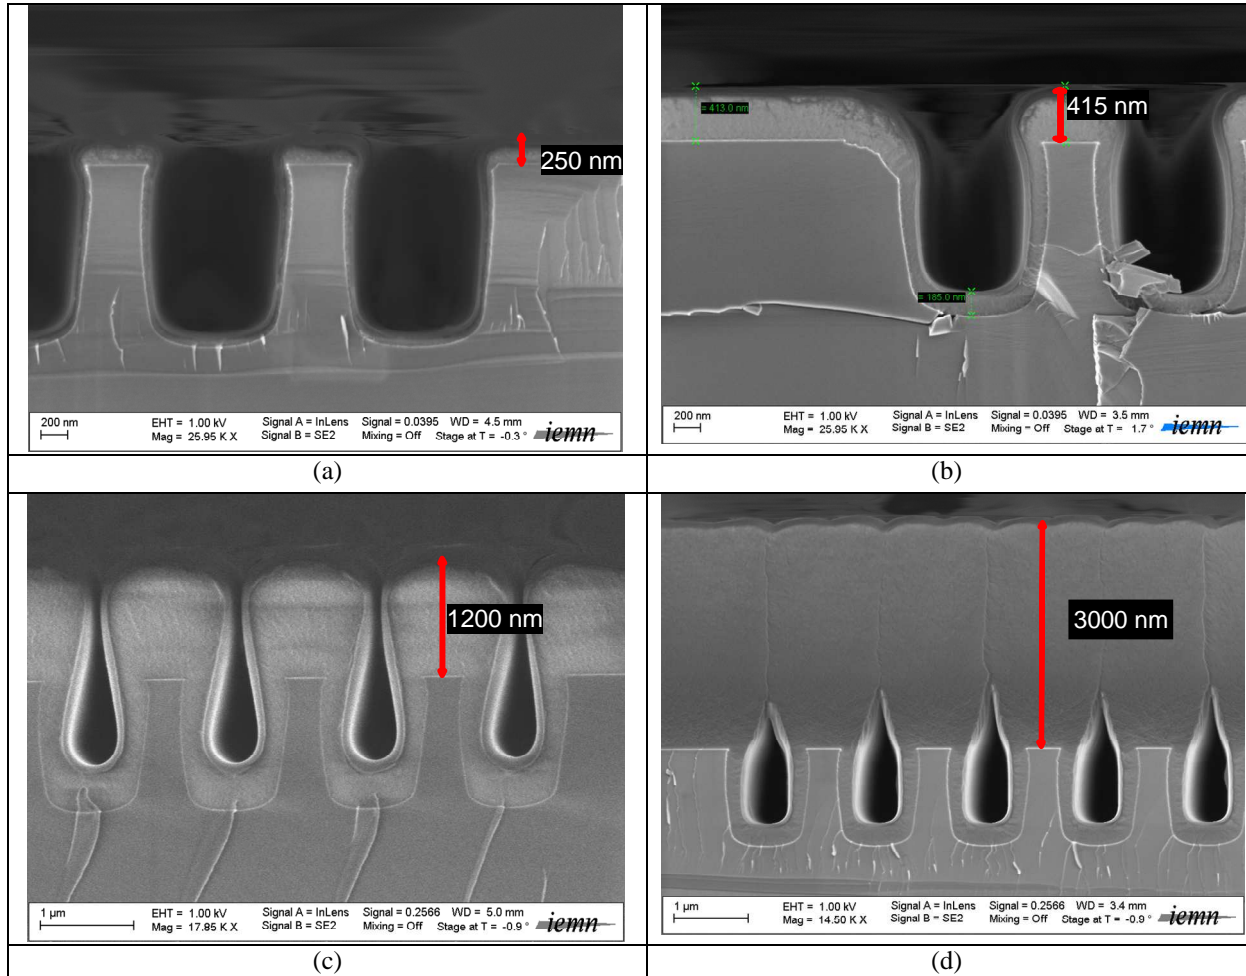 250 nm
200 nm
EHT = 1.00 kV Signal A = InLens Signal = 0.0395 WD = 4.5 mm
Mag = 25.95 K X Signal B = SE2 Mixing = Off Stage at T = -0.3 ° iemn
(a)
= 413.0 nm
415 nm
= 185.0 nm
200 nm
EHT = 1.00 kV Signal A = InLens Signal = 0.0395 WD = 3.5 mm
Mag = 25.95 K X Signal B = SE2 Mixing = Off Stage at T = 1.7 ° iemn
(b)
1200 nm
1 µm
EHT = 1.00 kV Signal A = InLens Signal = 0.2566 WD = 5.0 mm
Mag = 17.85 K X Signal B = SE2 Mixing = Off Stage at T = -0.9 ° iemn
(c)
3000 nm
1 µm
EHT = 1.00 kV Signal A = InLens Signal = 0.2566 WD = 3.4 mm
Mag = 14.50 K X Signal B = SE2 Mixing = Off Stage at T = -0.9 ° iemn
(d)